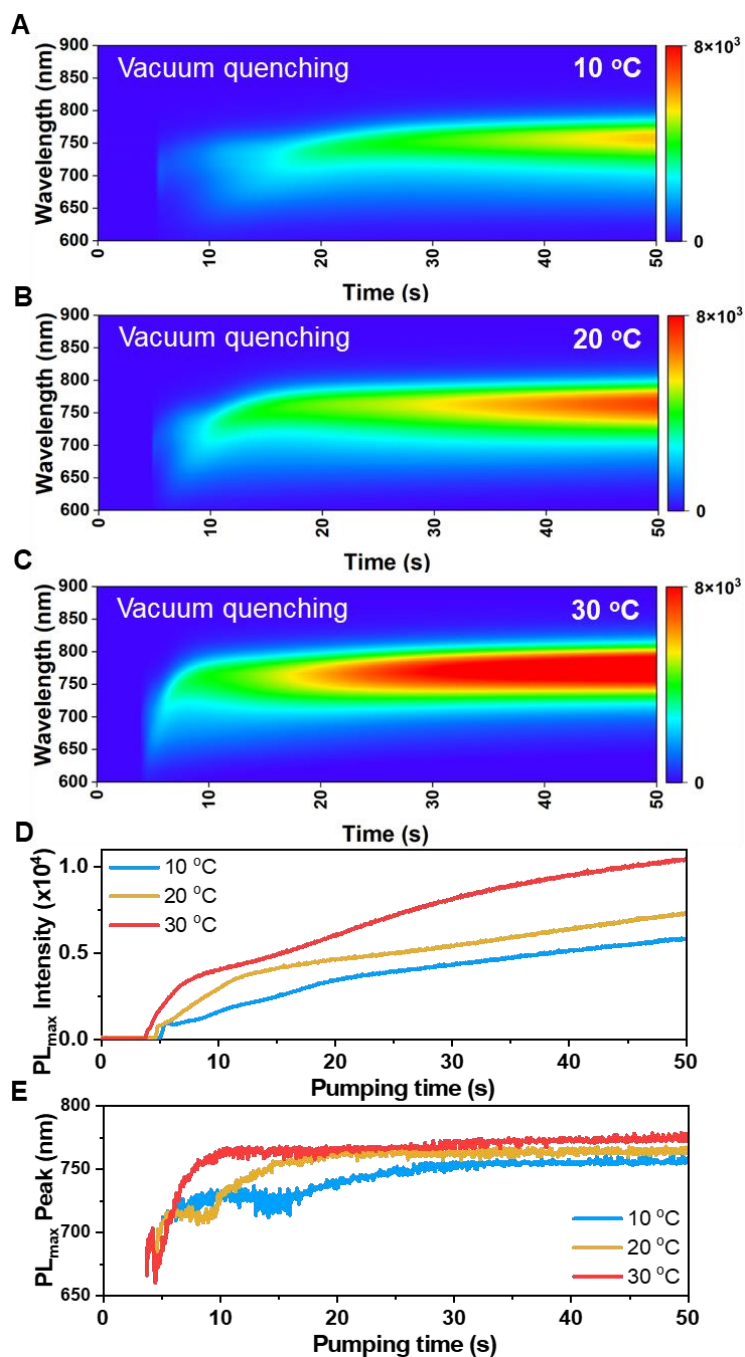 A
Vacuum quenching 10 °C
Wavelength (nm)
900
850
800
750
700
650
600
0 10 20 30 40 50
Time (s)
8×10³
0
B
Vacuum quenching 20 °C
Wavelength (nm)
900
850
800
750
700
650
600
0 10 20 30 40 50
Time (s)
8×10³
0
C
Vacuum quenching 30 °C
Wavelength (nm)
900
850
800
750
700
650
600
0 10 20 30 40 50
Time (s)
8×10³
0
D
PLmax Intensity (x10⁴)
1.0
0.5
0.0
10 °C
20 °C
30 °C
0 10 20 30 40 50
Pumping time (s)
E
PLmax Peak (nm)
800
750
700
650
10 °C
20 °C
30 °C
0 10 20 30 40 50
Pumping time (s)